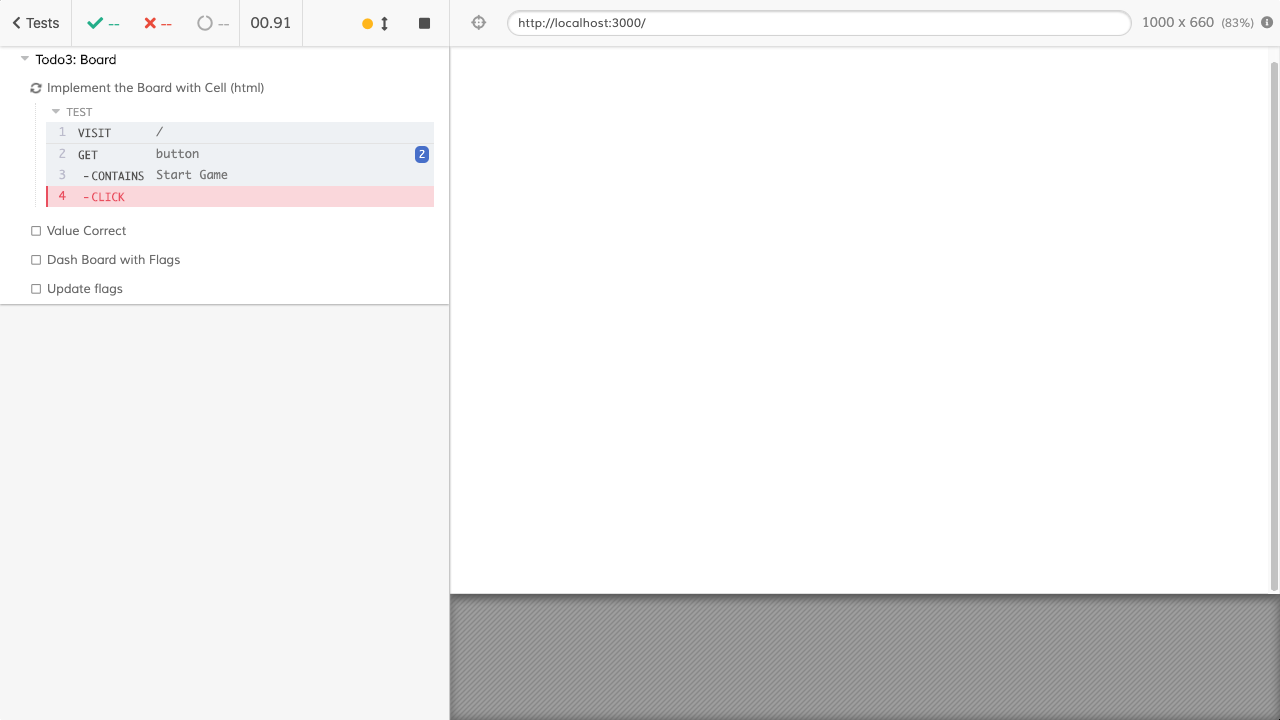 Tests -- -- -- 00.91
http://localhost:3000/ 1000 x 660 (83%)
Todo3: Board
Implement the Board with Cell (html)
TEST
1 VISIT /
2 GET button 2
3 -CONTAINS Start Game
4 -CLICK
Value Correct
Dash Board with Flags
Update flags